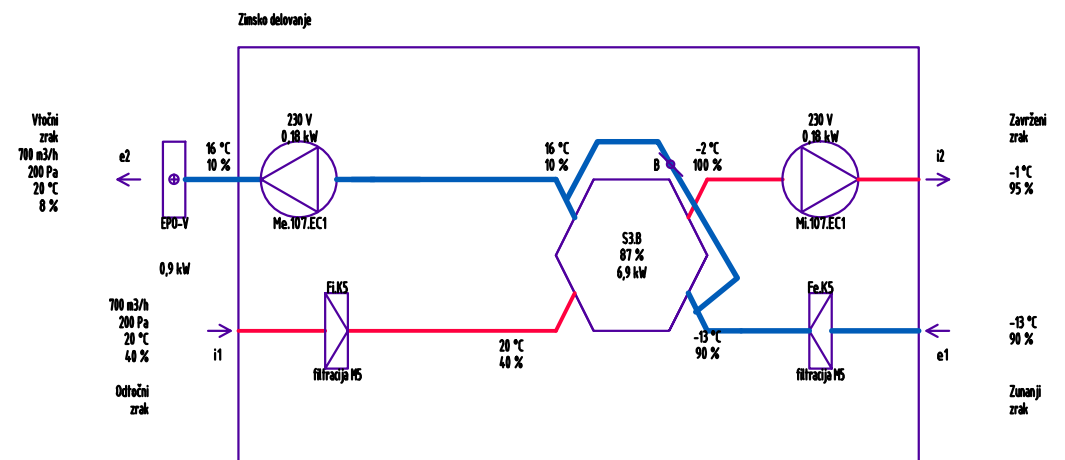 Zimsko delovanje
Vtočni
zrak
700 m3/h
200 Pa
20 °C
8 %
e2
EPO-V
0,9 kW
16 °C
10 %
230 V
0,18 kW
Me.107.EC1
16 °C
10 %
B
-2 °C
100 %
230 V
0,18 kW
Mi.107.EC1
i2
Zavrženi
zrak
-1 °C
95 %
S3.B
87 %
6,9 kW
700 m3/h
200 Pa
20 °C
40 %
Odtočni
zrak
i1
Fi.K5
filtracija M5
20 °C
40 %
-13 °C
90 %
Fe.K5
filtracija M5
e1
-13 °C
90 %
Zunanji
zrak